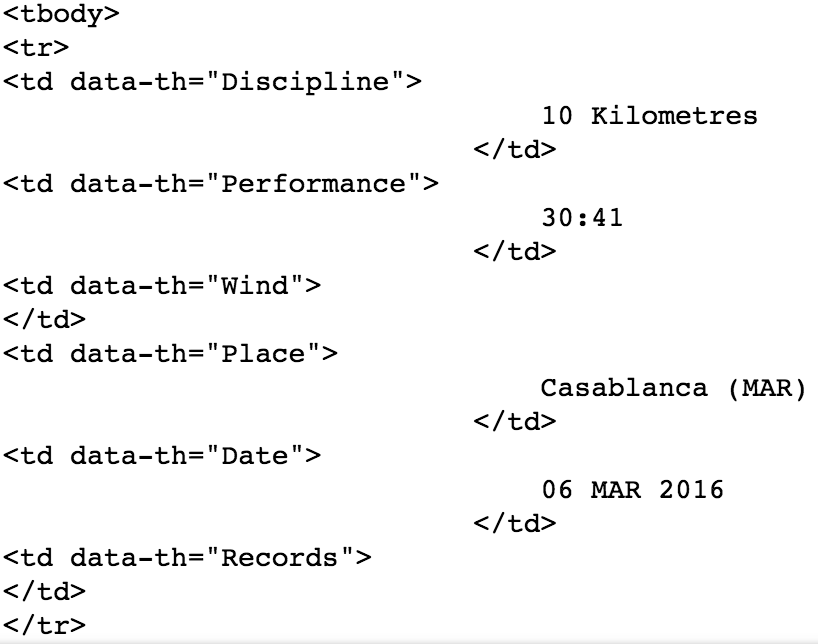 <tbody>
<tr>
<td data-th="Discipline">
10 Kilometres
</td>
<td data-th="Performance">
30:41
</td>
<td data-th="Wind">
</td>
<td data-th="Place">
Casablanca (MAR)
</td>
<td data-th="Date">
06 MAR 2016
</td>
<td data-th="Records">
</td>
</tr>